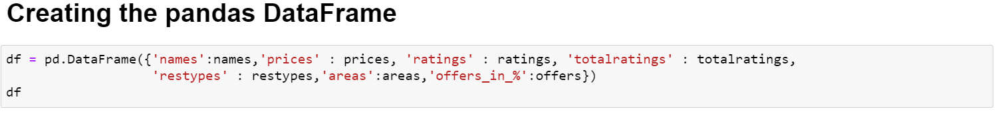 Creating the pandas DataFrame
df = pd.DataFrame({'names':names,'prices' : prices, 'ratings' : ratings, 'totalratings' : totalratings,
'restypes' : restypes,'areas':areas,'offers_in_%':offers})
df